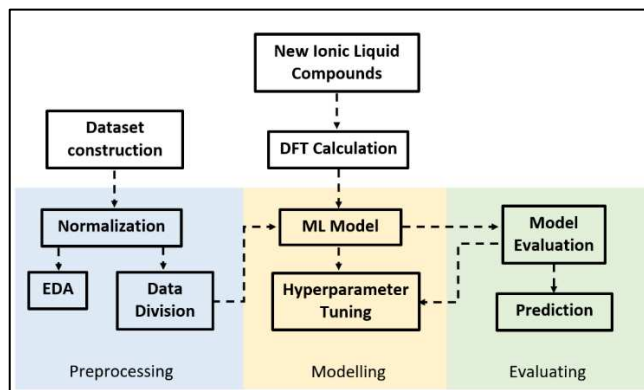 New Ionic Liquid
Compounds
Dataset
construction
DFT Calculation
Normalization
ML Model
Model
Evaluation
EDA
Data
Division
Hyperparameter
Tuning
Prediction
Preprocessing
Modelling
Evaluating